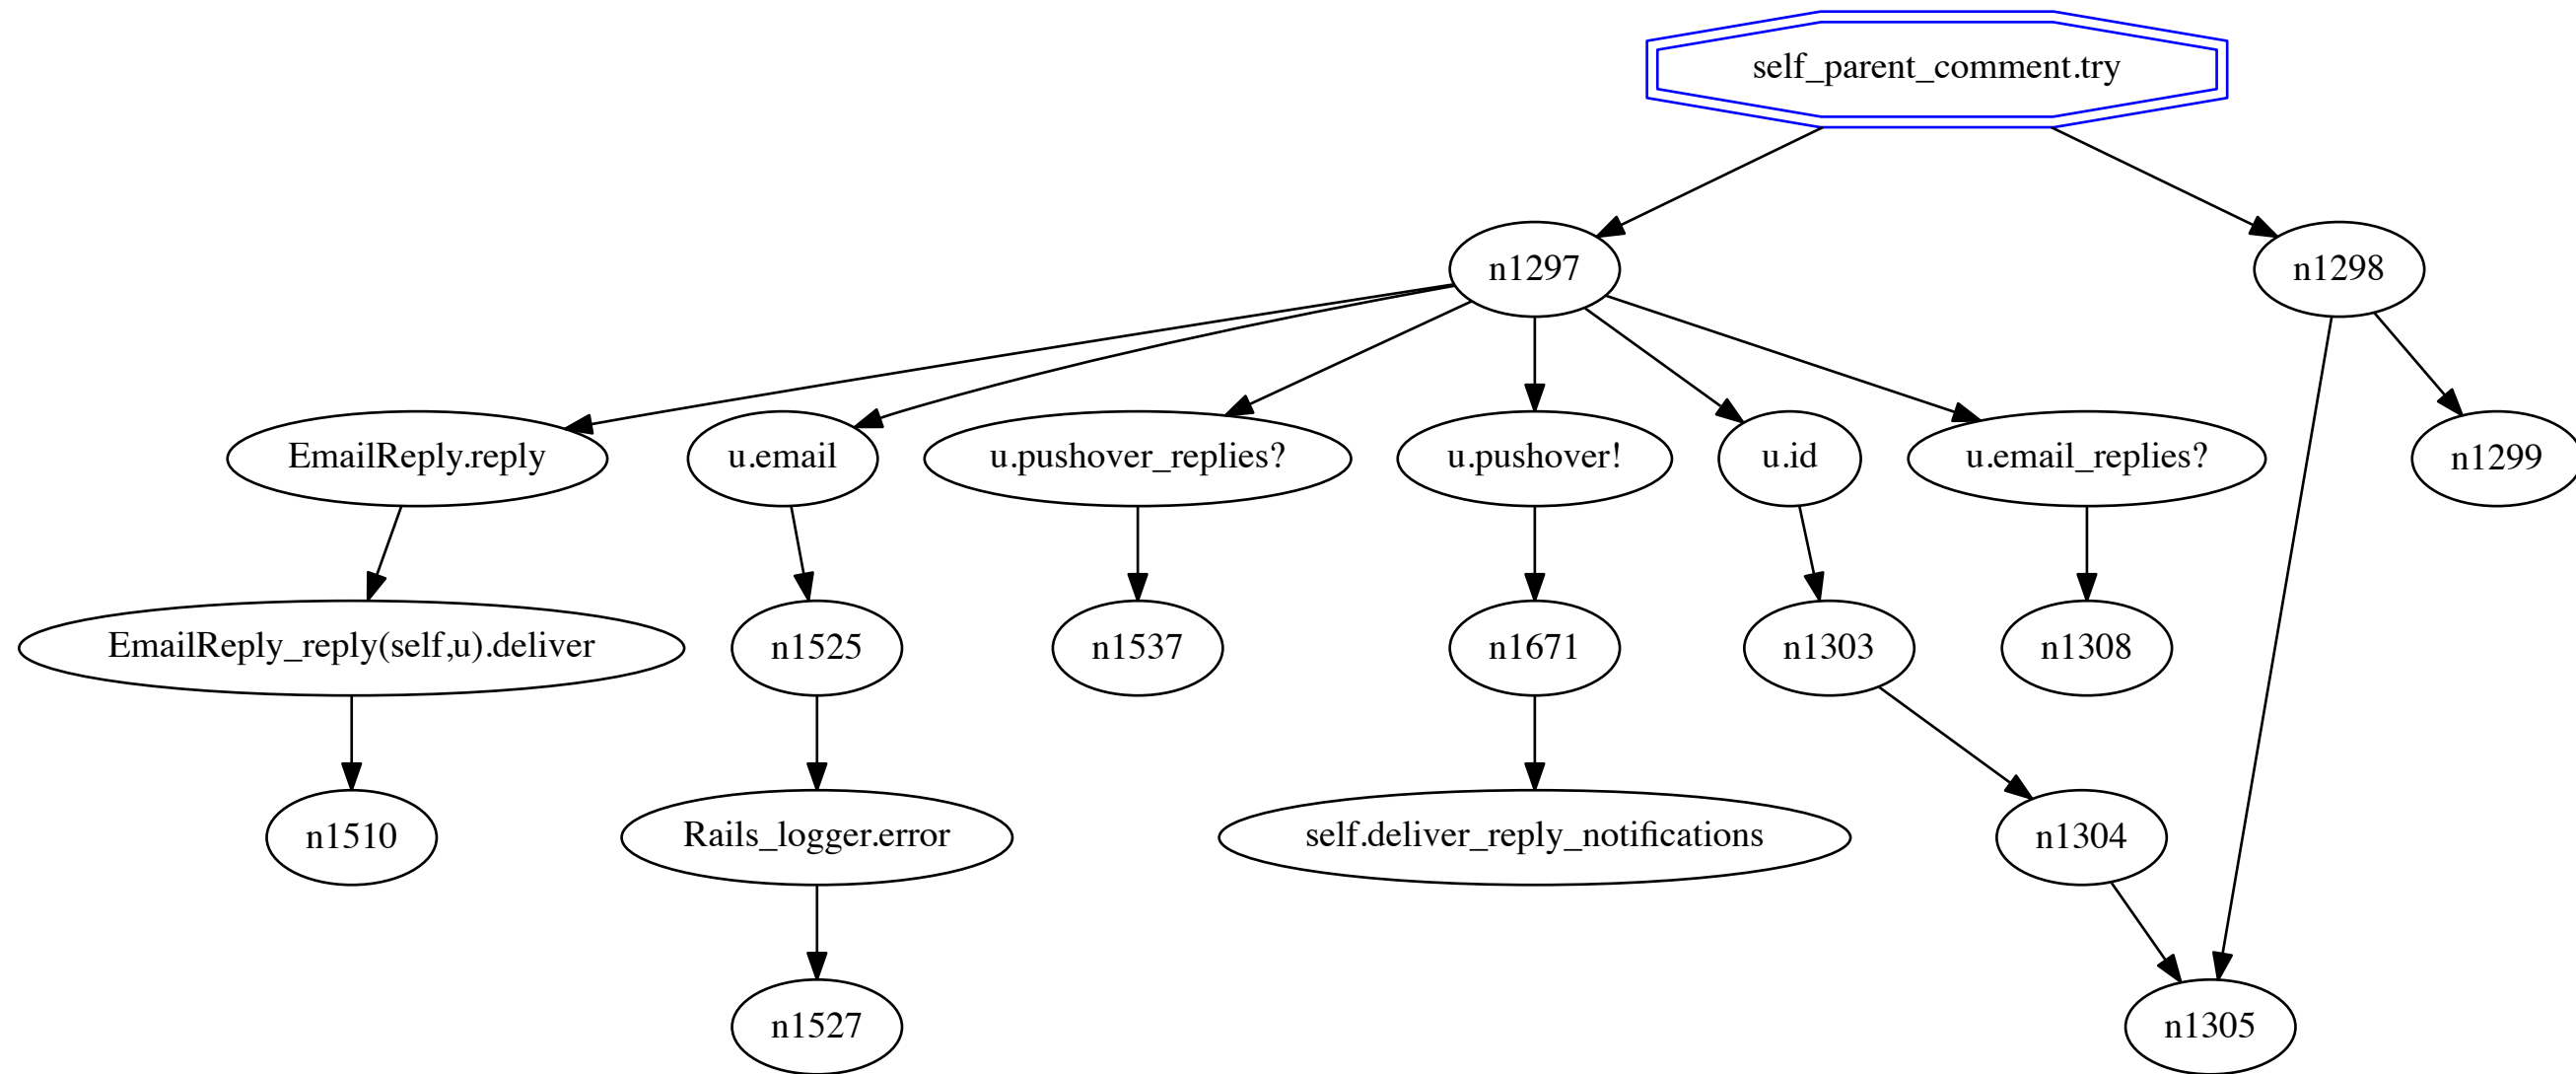 self_parent_comment.try
n1297
n1298
EmailReply.reply
u.email
u.pushover_replies?
u.pushover!
u.id
u.email_replies?
n1299
EmailReply_reply(self,u).deliver
n1525
n1537
n1671
n1303
n1308
n1510
Rails_logger.error
self.deliver_reply_notifications
n1304
n1527
n1305